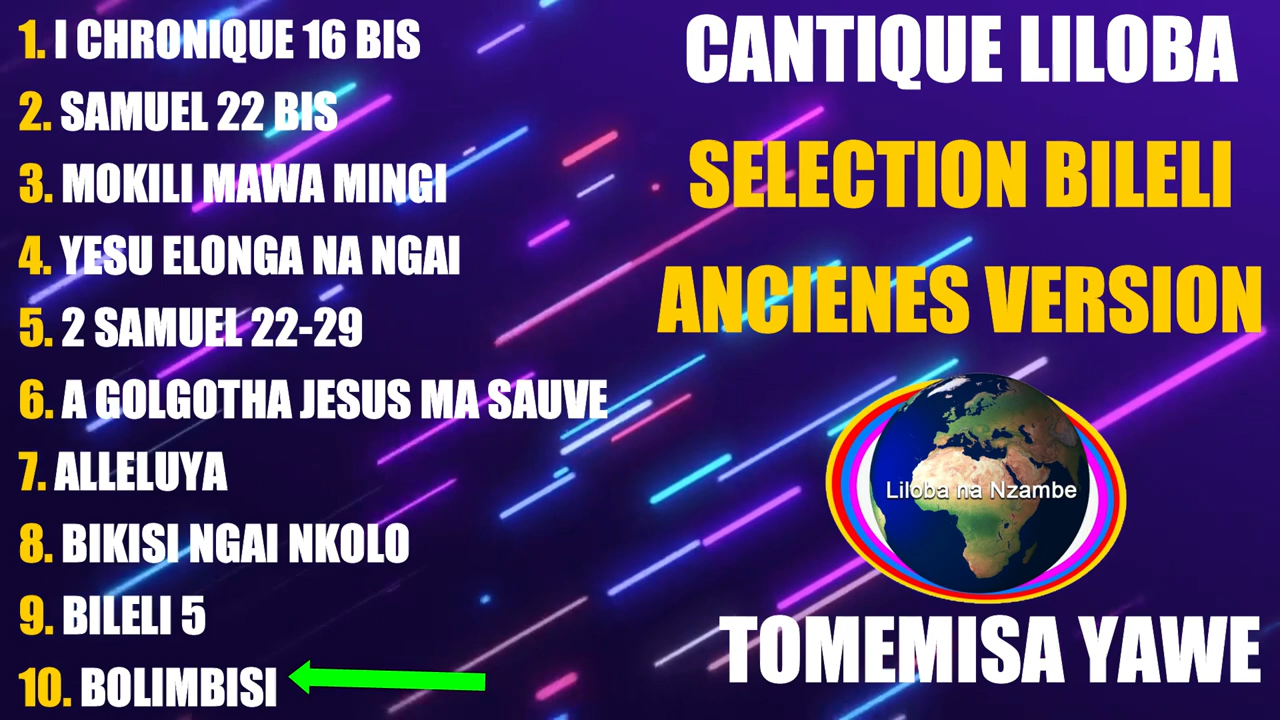 1. I CHRONIQUE 16 BIS
2. SAMUEL 22 BIS
3. MOKILI MAWA MINGI
4. YESU ELONGA NA NGAI
5. 2 SAMUEL 22-29
6. A GOLGOTHA JESUS MA SAUVE
7. ALLELUYA
8. BIKISI NGAI NKOLO
9. BILELI 5
10. BOLIMBISI
CANTIQUE LILOBA
SELECTION BILELI
ANCIENES VERSION
Liloba na Nzambe
TOMEMISA YAWE